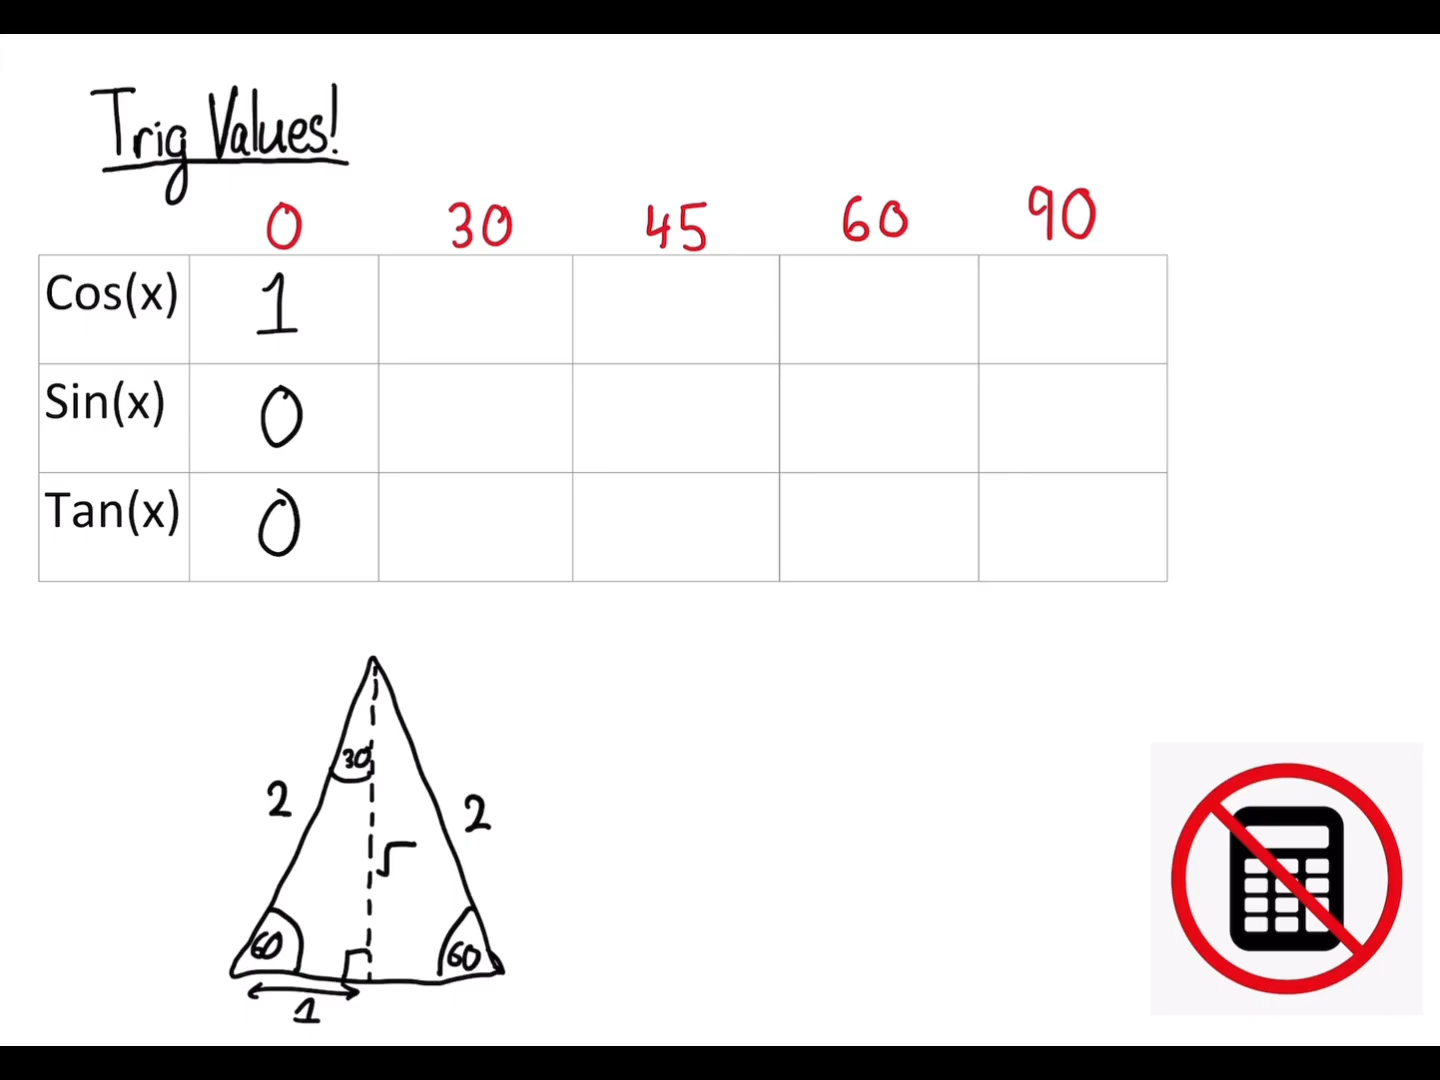 Trig Values!
0 30 45 60 90
Cos(x) 1
Sin(x) 0
Tan(x) 0
30
2 2
√
60 60
1